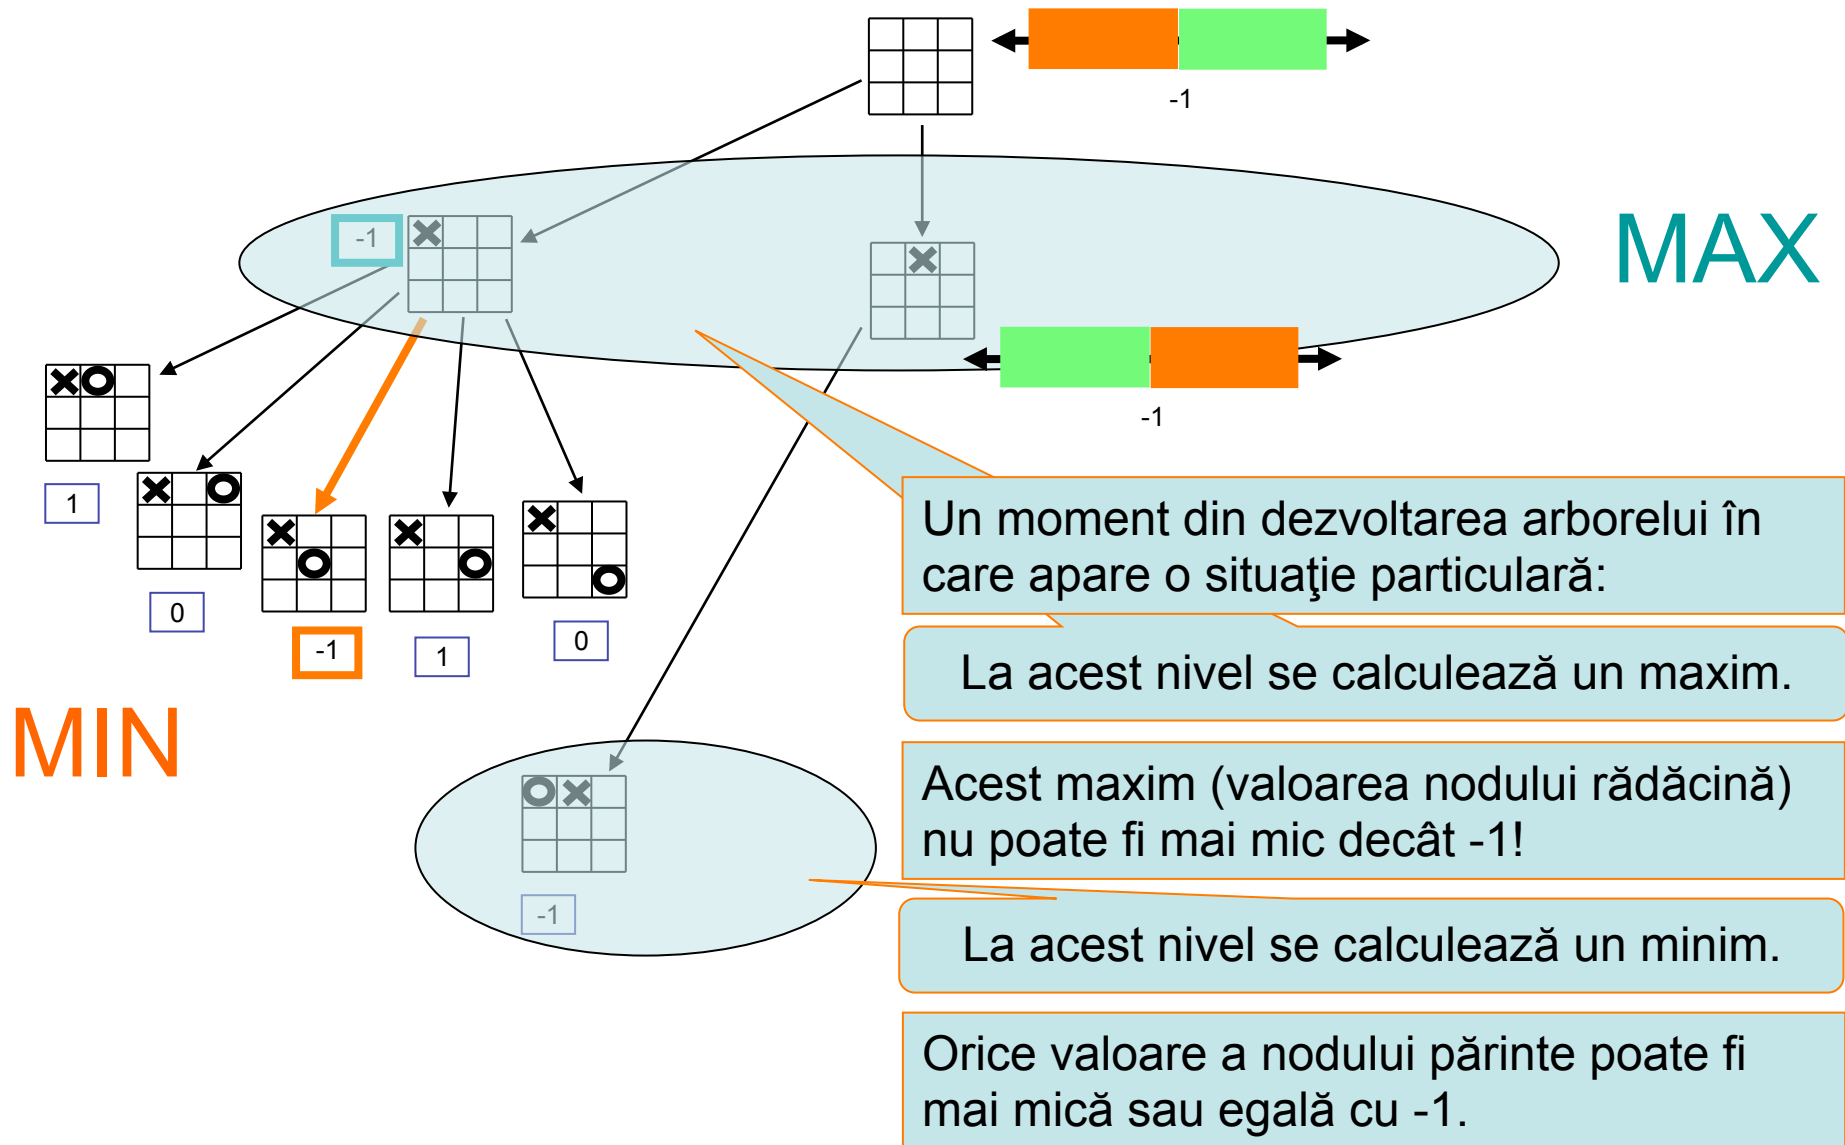 -1
MAX
-1
-1
1
0
-1
1
0
Un moment din dezvoltarea arborelui în
care apare o situaţie particulară:
La acest nivel se calculează un maxim.
MIN
Acest maxim (valoarea nodului rădăcină)
nu poate fi mai mic decât -1!
-1
La acest nivel se calculează un minim.
Orice valoare a nodului părinte poate fi
mai mică sau egală cu -1.